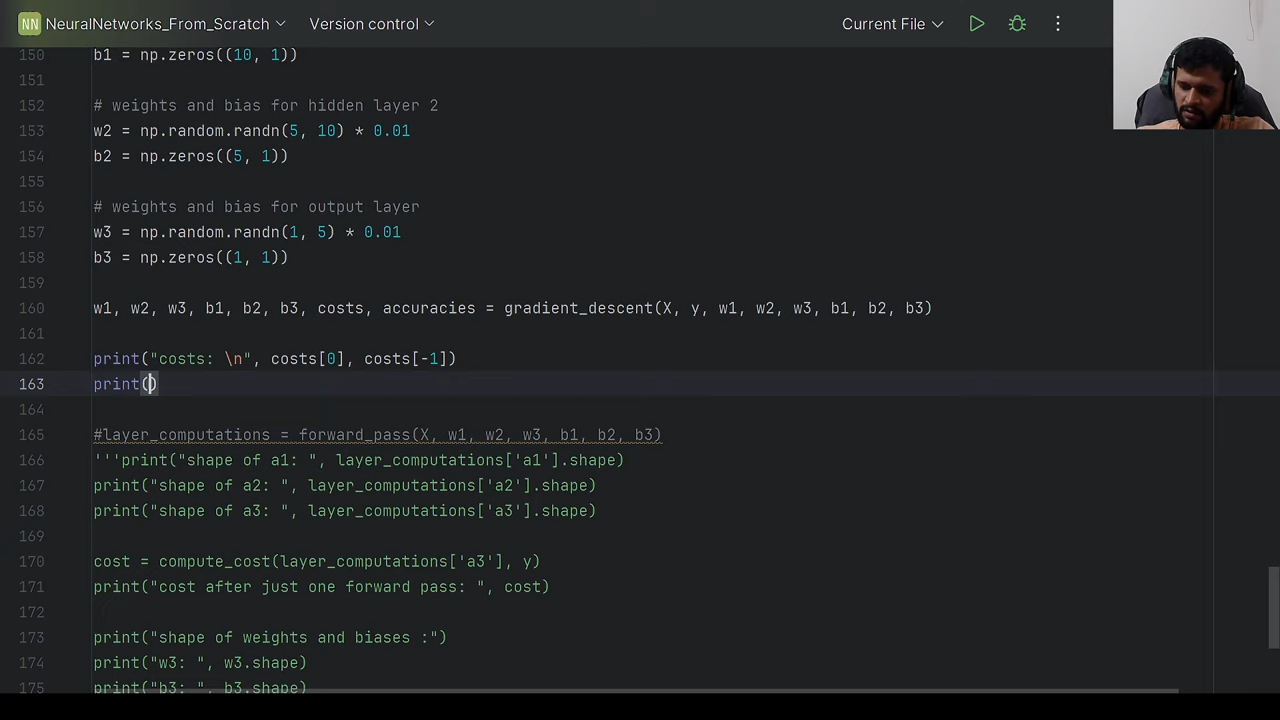 NN NeuralNetworks_From_Scratch Version control Current File
150 b1 = np.zeros((10, 1))
151
152 # weights and bias for hidden layer 2
153 w2 = np.random.randn(5, 10) * 0.01
154 b2 = np.zeros((5, 1))
155
156 # weights and bias for output layer
157 w3 = np.random.randn(1, 5) * 0.01
158 b3 = np.zeros((1, 1))
159
160 w1, w2, w3, b1, b2, b3, costs, accuracies = gradient_descent(X, y, w1, w2, w3, b1, b2, b3)
161
162 print("costs: \n", costs[0], costs[-1])
163 print()
164
165 #layer_computations = forward_pass(X, w1, w2, w3, b1, b2, b3)
166 '''print("shape of a1: ", layer_computations['a1'].shape)
167 print("shape of a2: ", layer_computations['a2'].shape)
168 print("shape of a3: ", layer_computations['a3'].shape)
169
170 cost = compute_cost(layer_computations['a3'], y)
171 print("cost after just one forward pass: ", cost)
172
173 print("shape of weights and biases :")
174 print("w3: ", w3.shape)
175 print("b3: ", b3.shape)